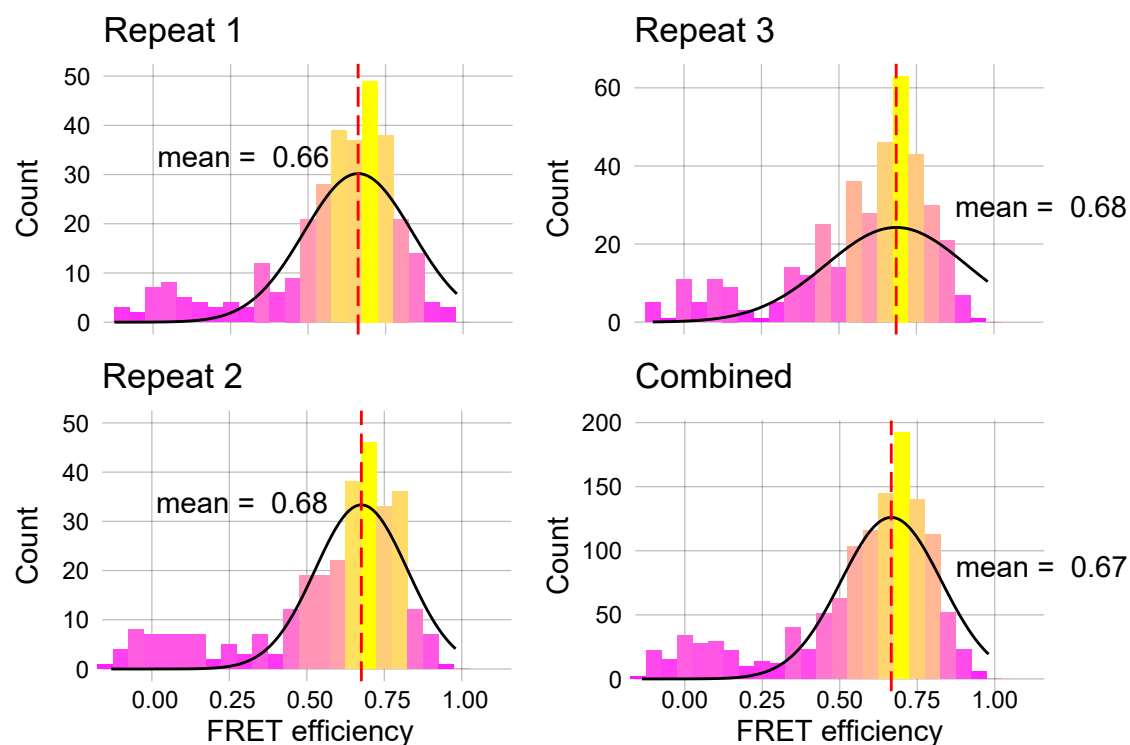 Repeat 1
Count
50
40
30
20
10
0
mean = 0.66
Repeat 3
Count
60
40
20
0
mean = 0.68
Repeat 2
Count
50
40
30
20
10
0
mean = 0.68
0.00 0.25 0.50 0.75 1.00
FRET efficiency
Combined
Count
200
150
100
50
0
mean = 0.67
0.00 0.25 0.50 0.75 1.00
FRET efficiency